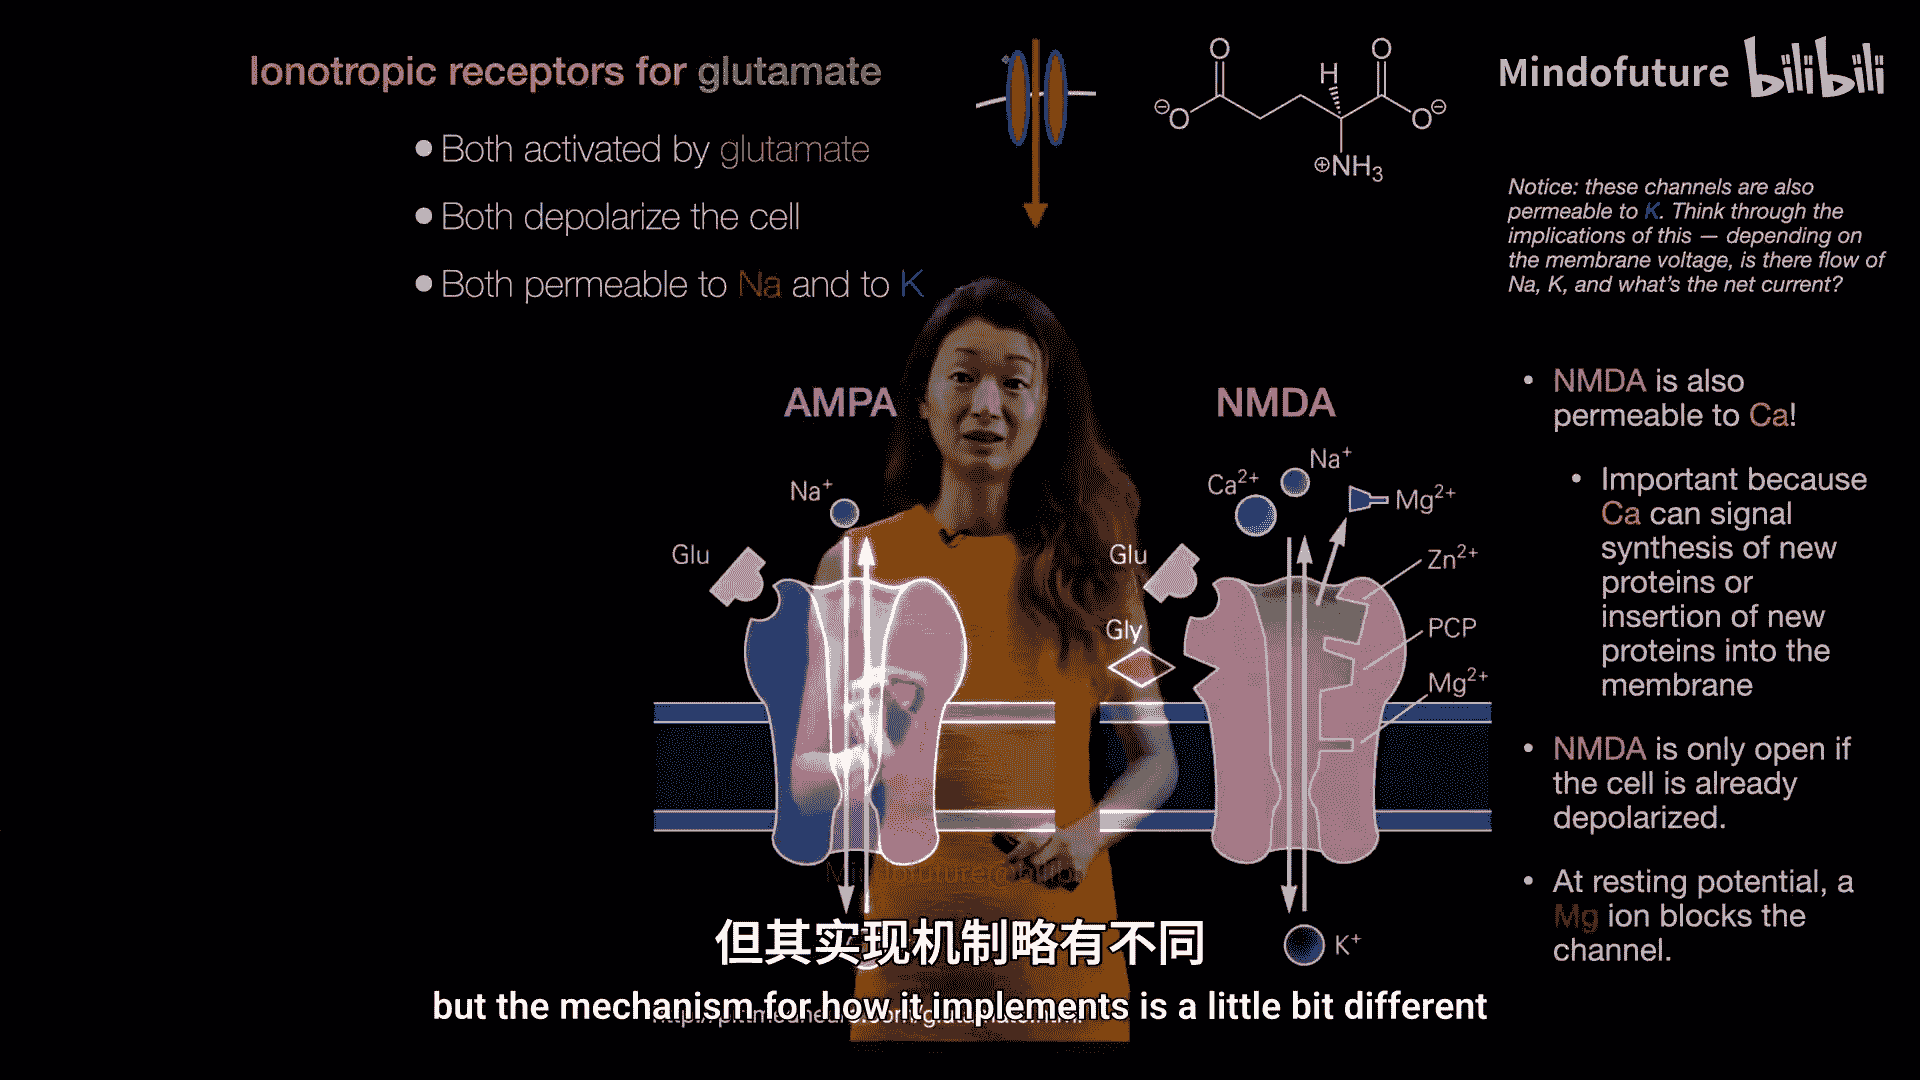 Ionotropic receptors for glutamate
Both activated by glutamate
Both depolarize the cell
Both permeable to Na and to K
O
O
H
⊖O
O⊖
⊕NH3
Mindofuture bilibili
Notice: these channels are also
permeable to K. Think through the
implications of this — depending on
the membrane voltage, is there flow of
Na, K, and what's the net current?
AMPA
Na+
Glu
NMDA
Ca2+
Na+
Mg2+
Glu
Zn2+
Gly
PCP
Mg2+
K+
• NMDA is also
permeable to Ca!
• Important because
Ca can signal
synthesis of new
proteins or
insertion of new
proteins into the
membrane
• NMDA is only open if
the cell is already
depolarized.
• At resting potential, a
Mg ion blocks the
channel.
但其实现机制略有不同
but the mechanism for how it implements is a little bit different